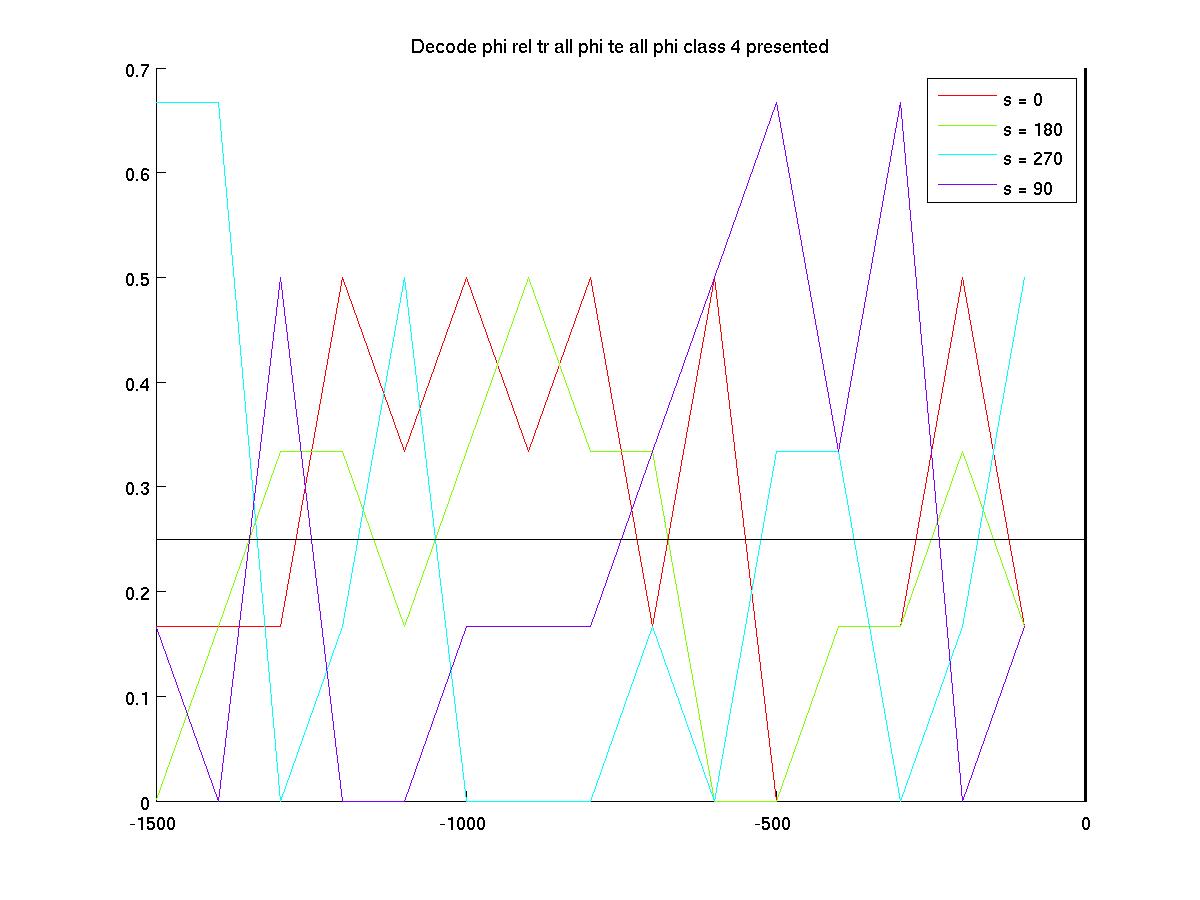 Decode phi rel tr all phi te all phi class 4 presented
0.7
0.6
0.5
0.4
0.3
0.2
0.1
0
s = 0
s = 180
s = 270
s = 90
-1500 -1000 -500 0